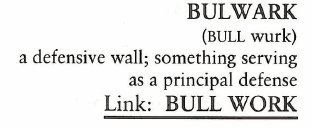 BULWARK
(BULL wurk)
a defensive wall; something serving
as a principal defense
Link: BULL WORK